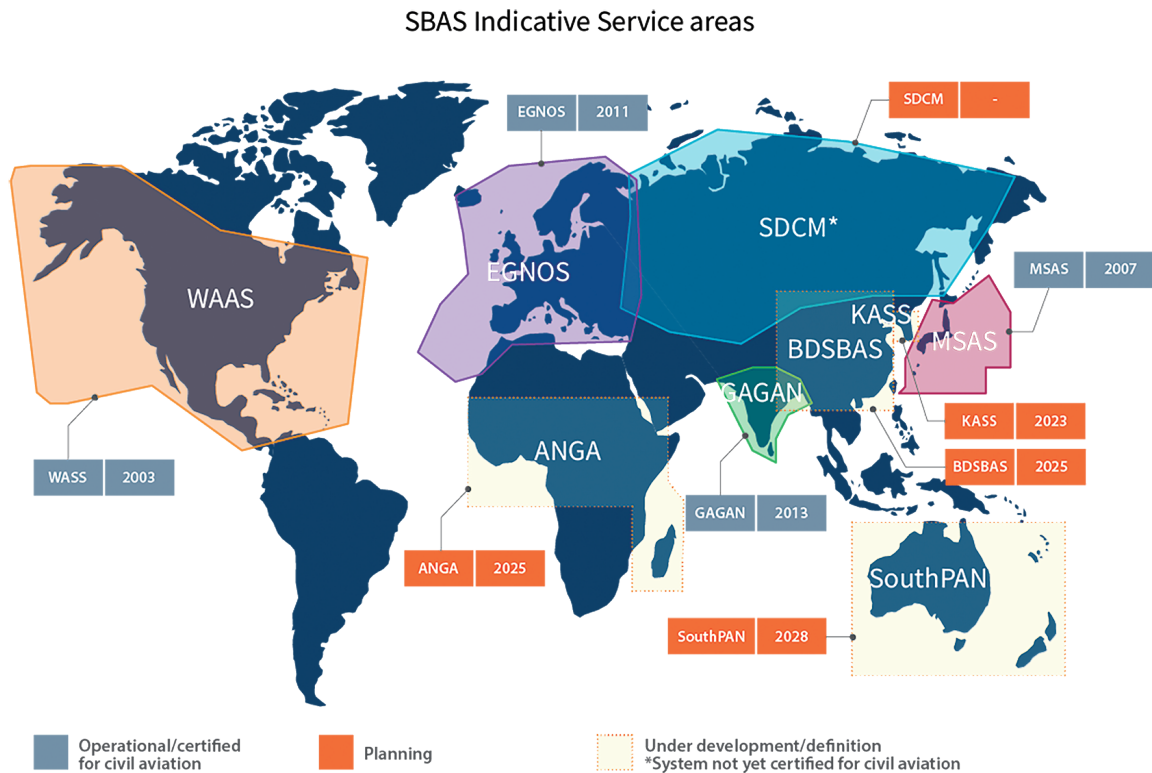 SBAS Indicative Service areas
SDCM -
EGNOS 2011
SDCM*
MSAS 2007
EGNOS
WAAS
KASS
MSAS
BDSBAS
GAGAN
KASS 2023
ANGA
BDSBAS 2025
WASS 2003
GAGAN 2013
ANGA 2025
SouthPAN
SouthPAN 2028
Operational/certified
for civil aviation
Planning
Under development/definition
*System not yet certified for civil aviation